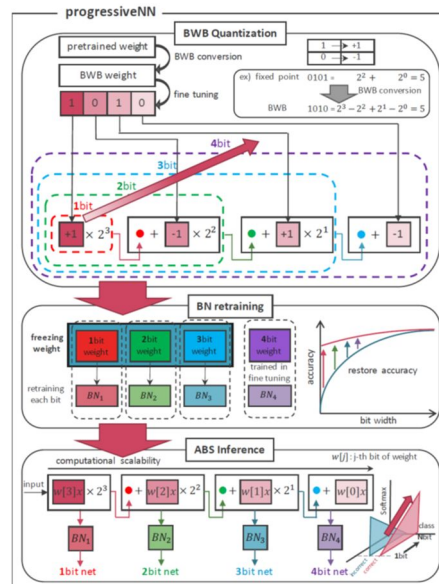 progressiveNN
BWB Quantization
pretrained weight
BWB conversion
BWB weight
fine tuning
1 0 1 0
1 → +1
0 → -1
ex) fixed point 0101 = 2² + 2⁰ = 5
BWB conversion
BWB 1010 = 2³ − 2² + 2¹ − 2⁰ = 5
4bit
3bit
2bit
1bit
+1 × 2³ + -1 × 2² + +1 × 2¹ + -1
BN retraining
freezing weight
1bit weight
2bit weight
3bit weight
4bit weight
retraining each bit
trained in fine tuning
BN₁ BN₂ BN₃ BN₄
accuracy
restore accuracy
bit width
ABS Inference
computational scalability
w[j]: j-th bit of weight
input
w[3]x × 2³ + w[2]x × 2² + w[1]x × 2¹ + w[0]x
BN₁ BN₂ BN₃ BN₄
1bit net 2bit net 3bit net 4bit net
Softmax
class
Nbit
1bit
incorrect
correct